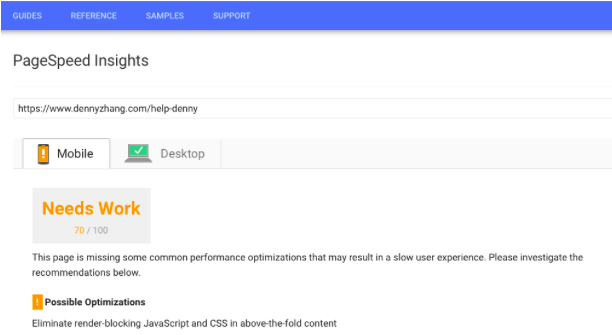 GUIDES REFERENCE SAMPLES SUPPORT
PageSpeed Insights
https://www.dennyzhang.com/help-denny
! Mobile Desktop
Needs Work
70 / 100
This page is missing some common performance optimizations that may result in a slow user experience. Please investigate the
recommendations below.
! Possible Optimizations
Eliminate render-blocking JavaScript and CSS in above-the-fold content